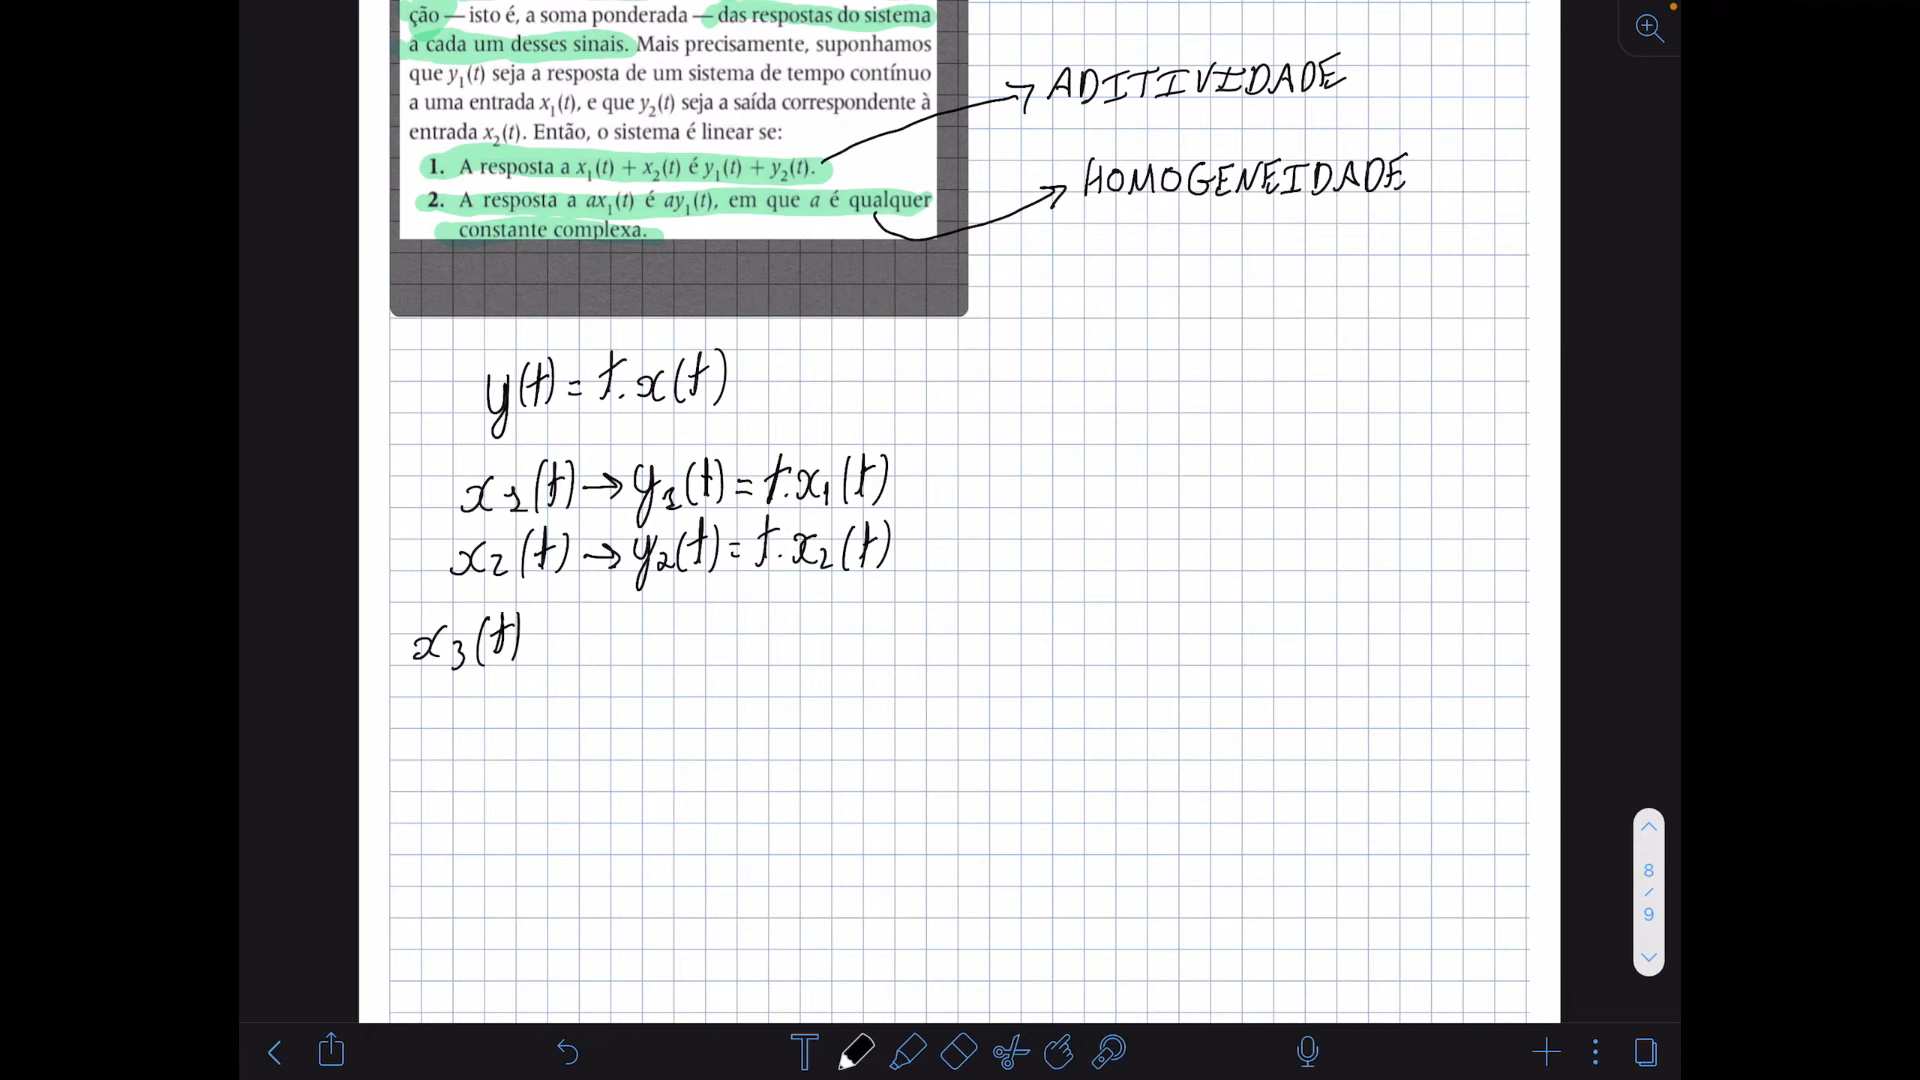 ção — isto é, a soma ponderada — das respostas do sistema
a cada um desses sinais. Mais precisamente, suponhamos
que y₁(t) seja a resposta de um sistema de tempo contínuo
a uma entrada x₁(t), e que y₂(t) seja a saída correspondente à
entrada x₂(t). Então, o sistema é linear se:
1. A resposta a x₁(t) + x₂(t) é y₁(t) + y₂(t).
2. A resposta a ax₁(t) é ay₁(t), em que a é qualquer
constante complexa.
→ ADITIVIDADE
→ HOMOGENEIDADE
y(t) = t.x(t)
x₁(t) → y₁(t) = t.x₁(t)
x₂(t) → y₂(t) = t.x₂(t)
x₃(t)
8
/
9
T